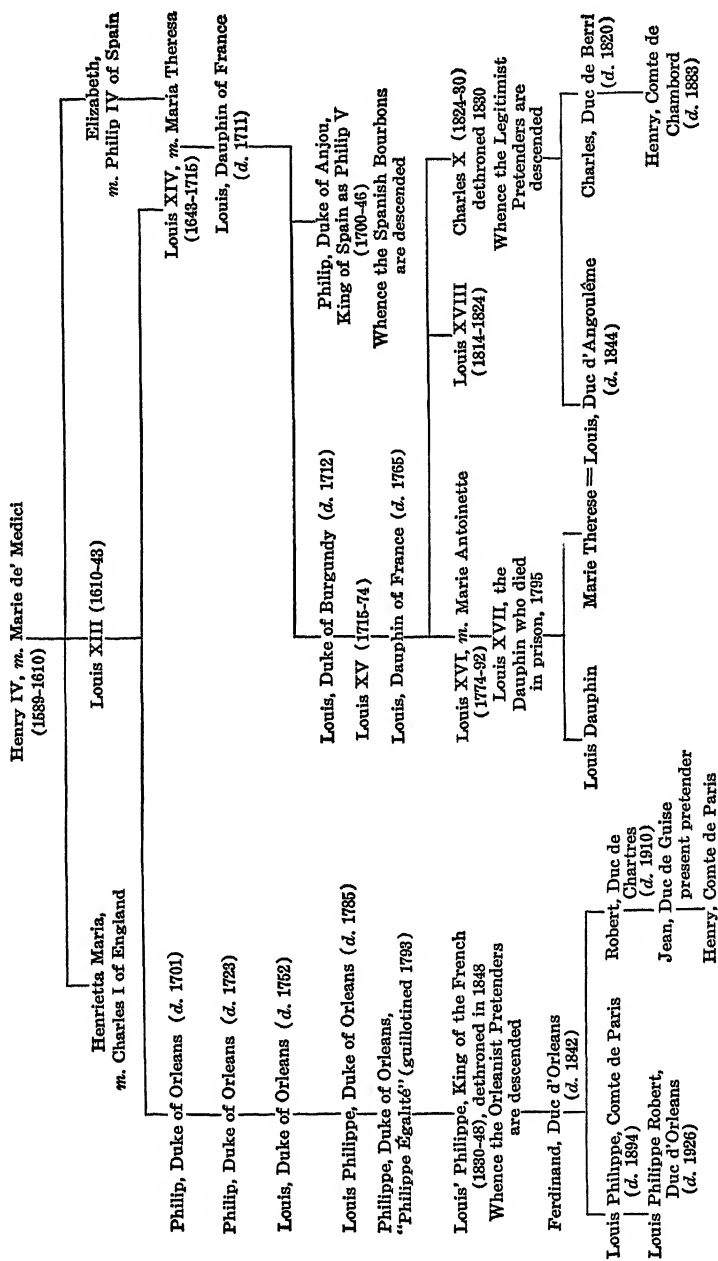 Henry IV, m. Marie de' Medici
(1589-1610)
Henrietta Maria,
m. Charles I of England
Louis XIII (1610-43)
Elizabeth,
m. Philip IV of Spain
Philip, Duke of Orleans (d. 1701)
Philip, Duke of Orleans (d. 1723)
Louis, Duke of Orleans (d. 1752)
Louis Philippe, Duke of Orleans (d. 1785)
Philippe, Duke of Orleans,
"Philippe Égalité" (guillotined 1793)
Louis' Philippe, King of the French
(1830-48), dethroned in 1848
Whence the Orleanist Pretenders
are descended
Ferdinand, Duc d'Orleans
(d. 1842)
Louis Philippe, Comte de Paris
(d. 1894)
Louis Philippe Robert,
Duc d'Orleans
(d. 1926)
Robert, Duc de
Chartres
(d. 1910)
Jean, Duc de Guise
present pretender
Henry, Comte de Paris
Louis XIV, m. Maria Theresa
(1643-1715)
Louis, Dauphin of France
(d. 1711)
Louis, Duke of Burgundy (d. 1712)
Louis XV (1715-74)
Louis, Dauphin of France (d. 1765)
Philip, Duke of Anjou,
King of Spain as Philip V
(1700-46)
Whence the Spanish Bourbons
are descended
Louis XVI, m. Marie Antoinette
(1774-92)
Louis XVII, the
Dauphin who died
in prison, 1795
Louis XVIII
(1814-1824)
Charles X (1824-30)
dethroned 1830
Whence the Legitimist
Pretenders are
descended
Louis Dauphin
Marie Therese = Louis, Duc d'Angoulême
(d. 1844)
Charles, Duc de Berri
(d. 1820)
Henry, Comte de
Chambord
(d. 1883)